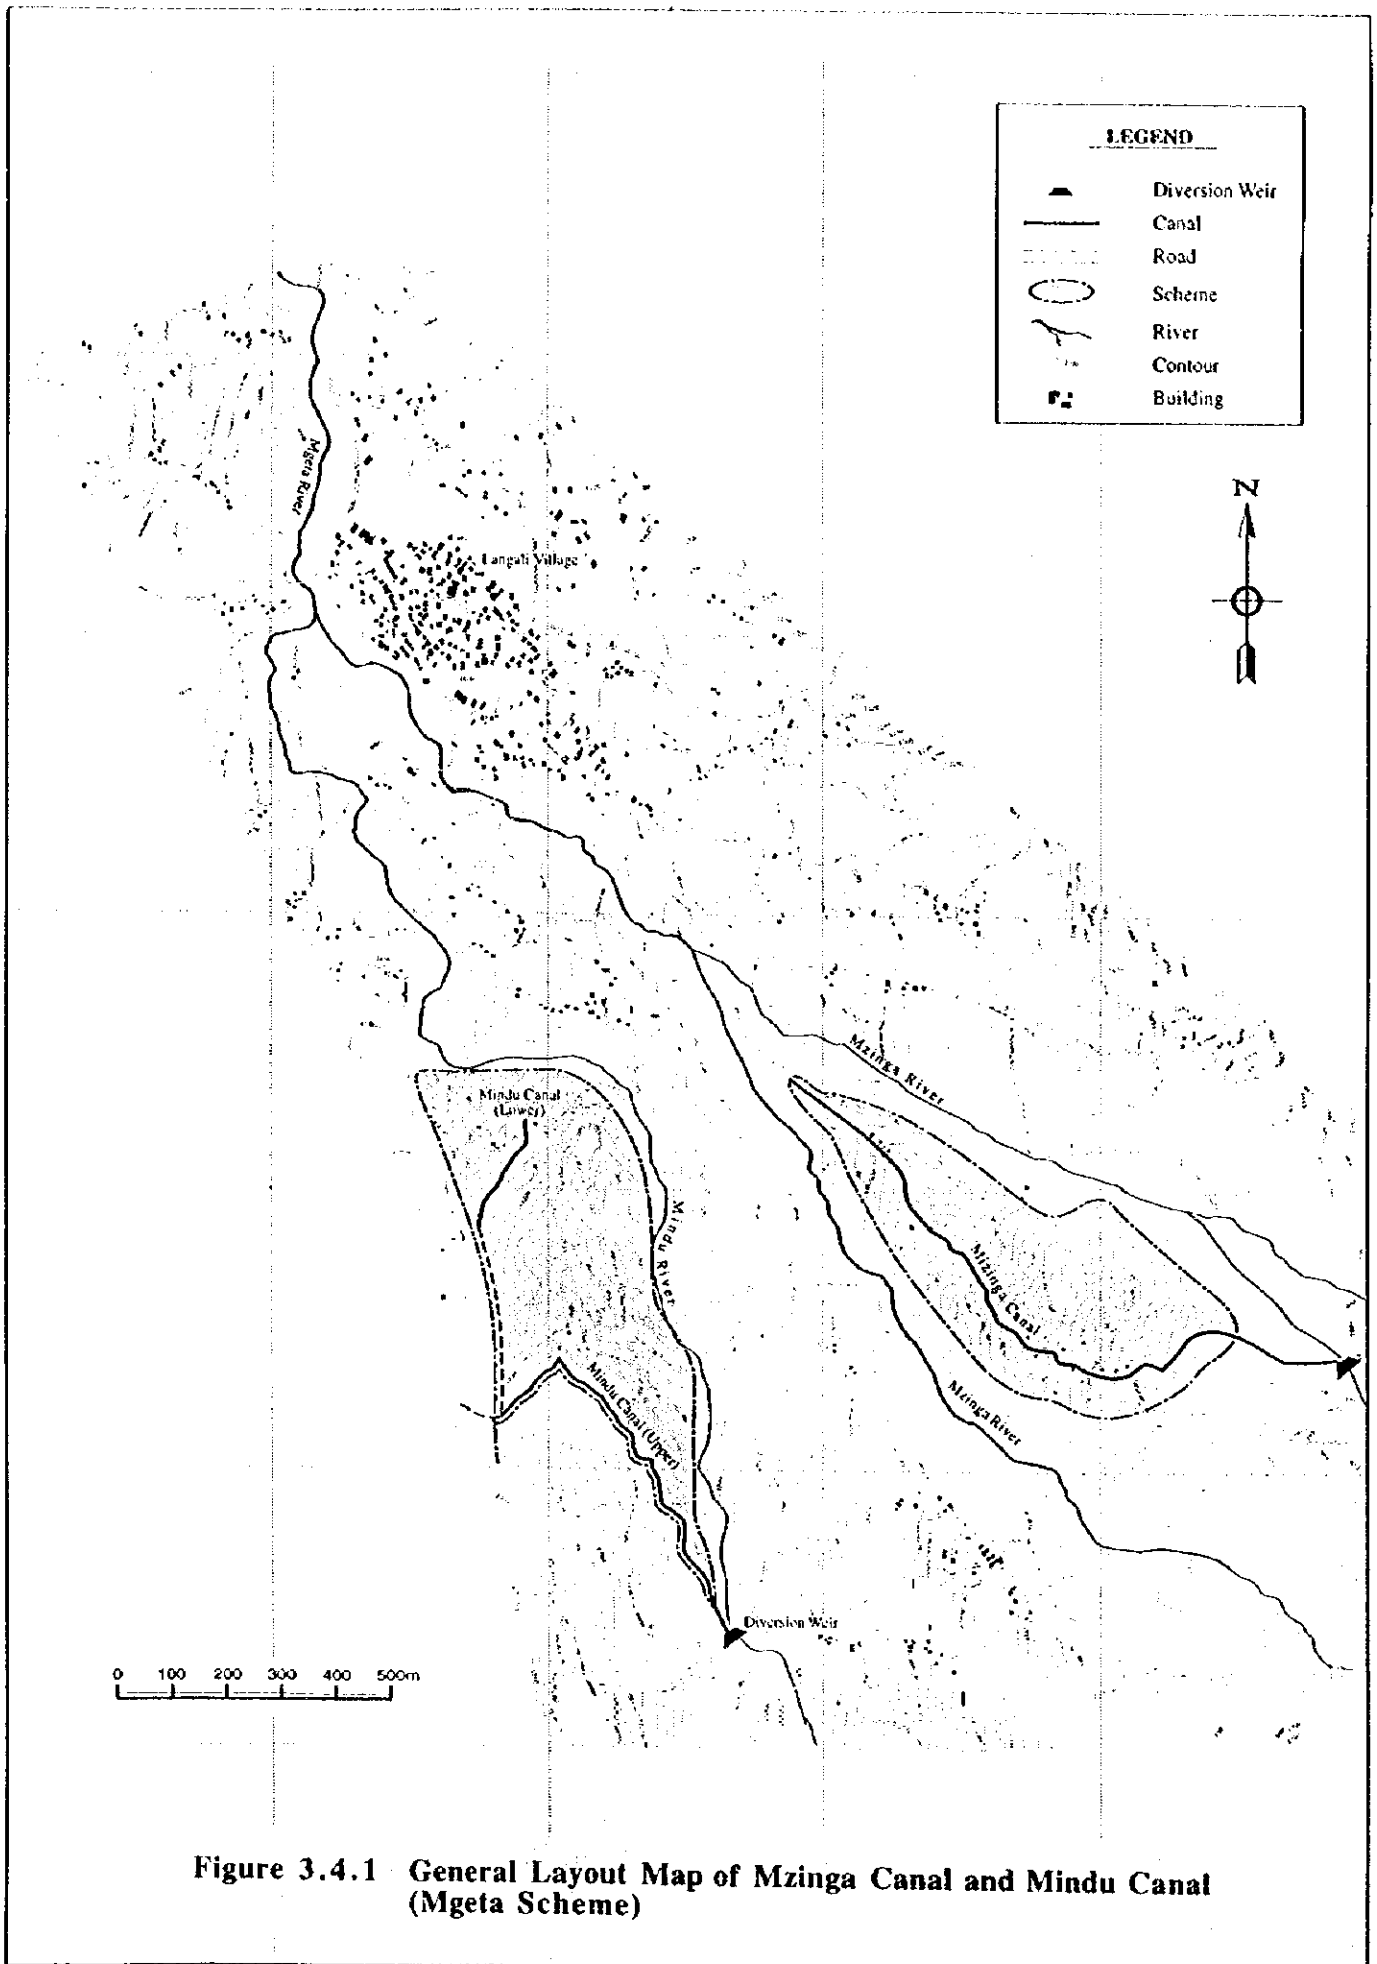 LEGEND
Diversion Weir
Canal
Road
Scheme
River
Contour
Building
N
Mgeta River
Langali Village
Mzinga River
Mindu Canal
(Lower)
Mindu River
Mizinga Canal
Mindu Canal (Upper)
Mzinga River
Diversion Weir
0 100 200 300 400 500m
Figure 3.4.1 General Layout Map of Mzinga Canal and Mindu Canal
(Mgeta Scheme)